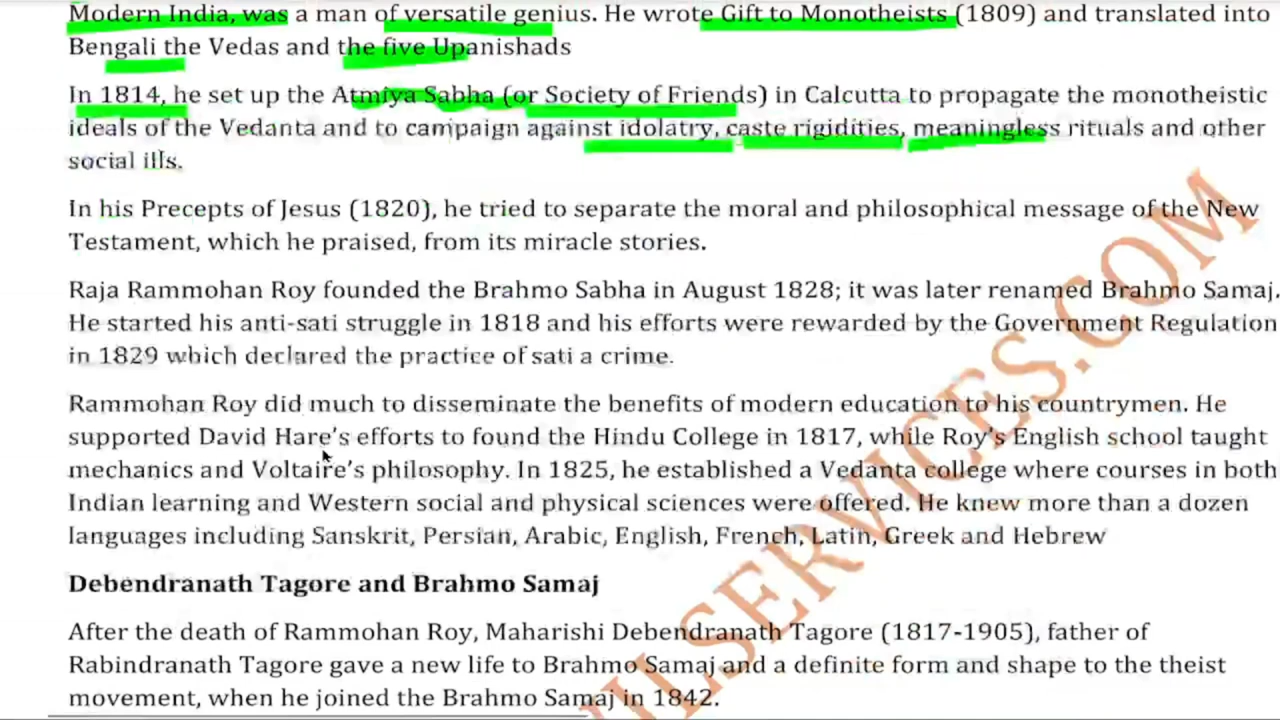 Modern India, was a man of versatile genius. He wrote Gift to Monotheists (1809) and translated into
Bengali the Vedas and the five Upanishads
In 1814, he set up the Atmiya Sabha (or Society of Friends) in Calcutta to propagate the monotheistic
ideals of the Vedanta and to campaign against idolatry, caste rigidities, meaningless rituals and other
social ills.
In his Precepts of Jesus (1820), he tried to separate the moral and philosophical message of the New
Testament, which he praised, from its miracle stories.
Raja Rammohan Roy founded the Brahmo Sabha in August 1828; it was later renamed Brahmo Samaj.
He started his anti-sati struggle in 1818 and his efforts were rewarded by the Government Regulation
in 1829 which declared the practice of sati a crime.
Rammohan Roy did much to disseminate the benefits of modern education to his countrymen. He
supported David Hare's efforts to found the Hindu College in 1817, while Roy's English school taught
mechanics and Voltaire's philosophy. In 1825, he established a Vedanta college where courses in both
Indian learning and Western social and physical sciences were offered. He knew more than a dozen
languages including Sanskrit, Persian, Arabic, English, French, Latin, Greek and Hebrew
Debendranath Tagore and Brahmo Samaj
After the death of Rammohan Roy, Maharishi Debendranath Tagore (1817-1905), father of
Rabindranath Tagore gave a new life to Brahmo Samaj and a definite form and shape to the theist
movement, when he joined the Brahmo Samaj in 1842.
ILSERVICES.COM